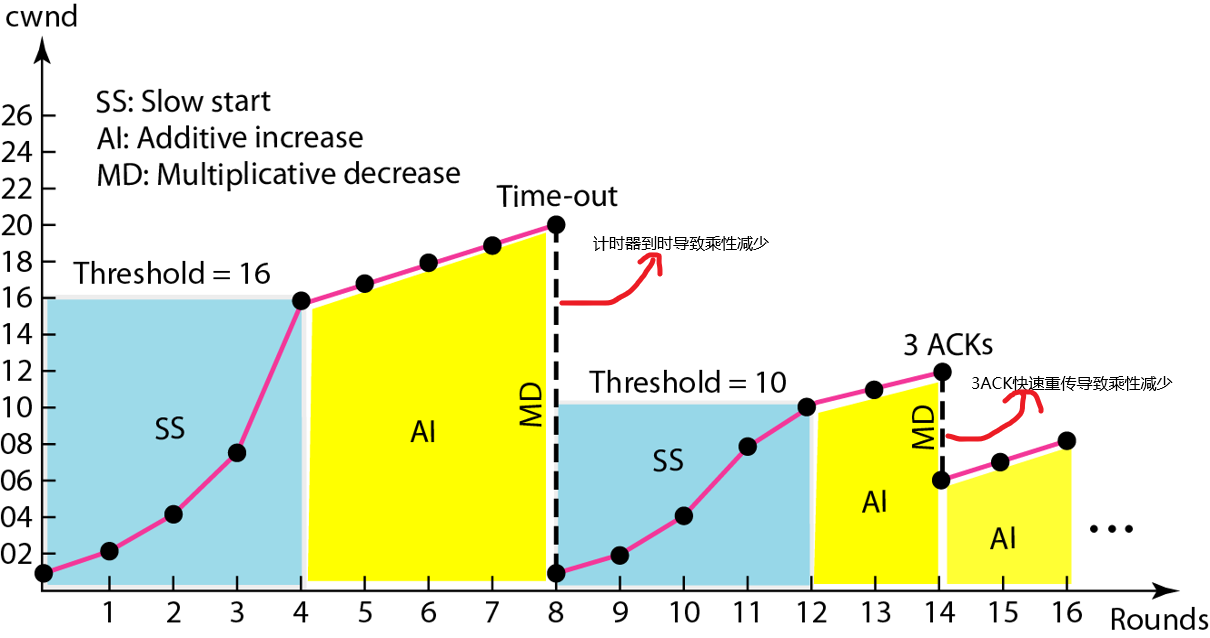 cwnd
SS: Slow start
AI: Additive increase
MD: Multiplicative decrease
26
24
22
20
18
16
14
12
10
08
06
04
02
Time-out
计时器到时导致乘性减少
Threshold = 16
3 ACKs
Threshold = 10
3ACK快速重传导致乘性减少
SS
AI
MD
SS
AI
MD
AI
...
1 2 3 4 5 6 7 8 9 10 11 12 13 14 15 16
Rounds